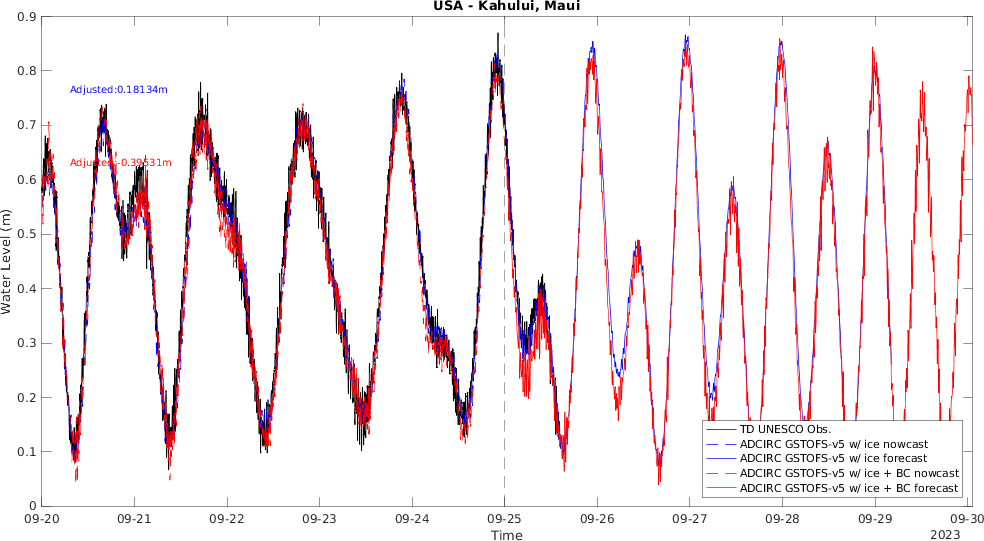 USA - Kahului, Maui
0.9
0.8
0.7
0.6
0.5
0.4
0.3
0.2
0.1
0
Water Level (m)
Adjusted:0.18134m
Adjusted:-0.39531m
TD UNESCO Obs.
ADCIRC GSTOFS-v5 w/ ice nowcast
ADCIRC GSTOFS-v5 w/ ice forecast
ADCIRC GSTOFS-v5 w/ ice + BC nowcast
ADCIRC GSTOFS-v5 w/ ice + BC forecast
09-20 09-21 09-22 09-23 09-24 09-25 09-26 09-27 09-28 09-29 09-30
Time
2023